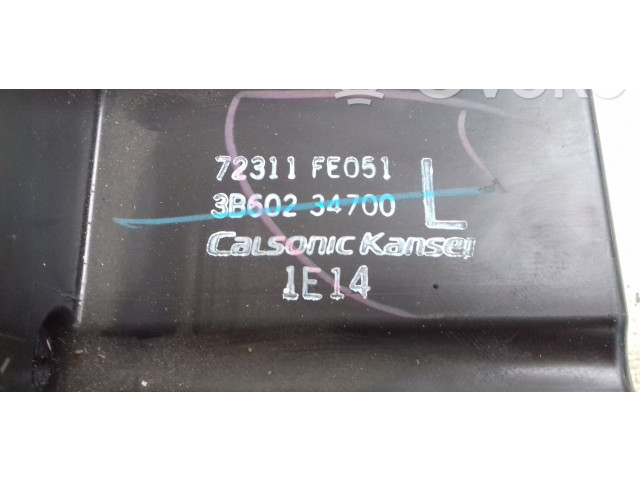 72311 FE051
3B602 34700 L
CALSONIC KANSEI
1E14